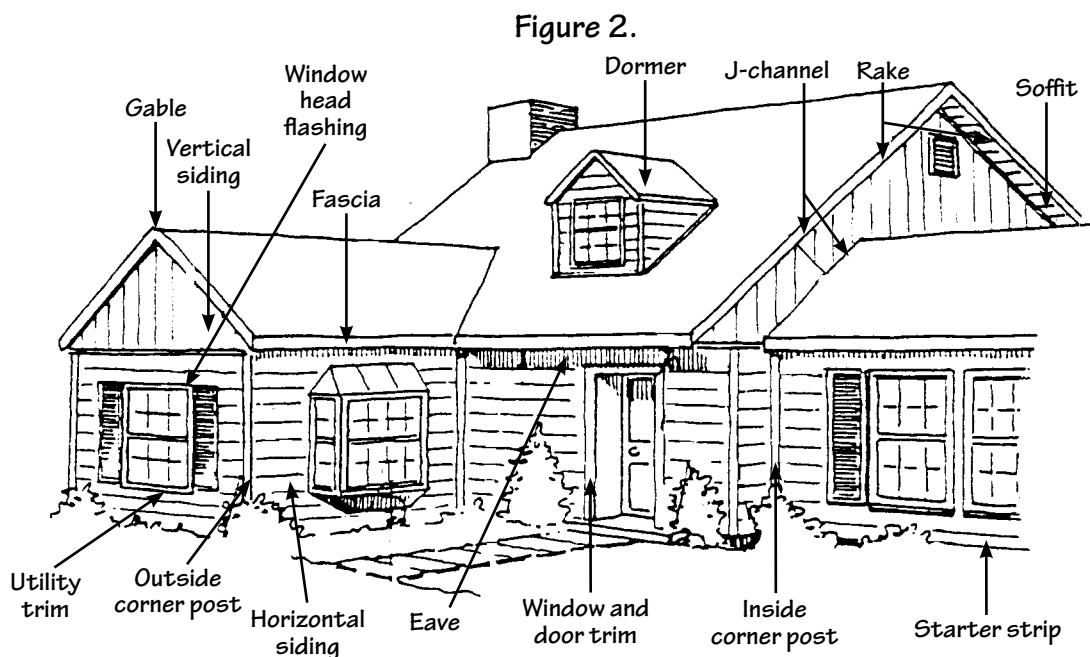 Figure 2.
Window
head
flashing
Dormer
J-channel
Rake
Soffit
Gable
Vertical
siding
Fascia
Utility
trim
Outside
corner post
Horizontal
siding
Eave
Window and
door trim
Inside
corner post
Starter strip